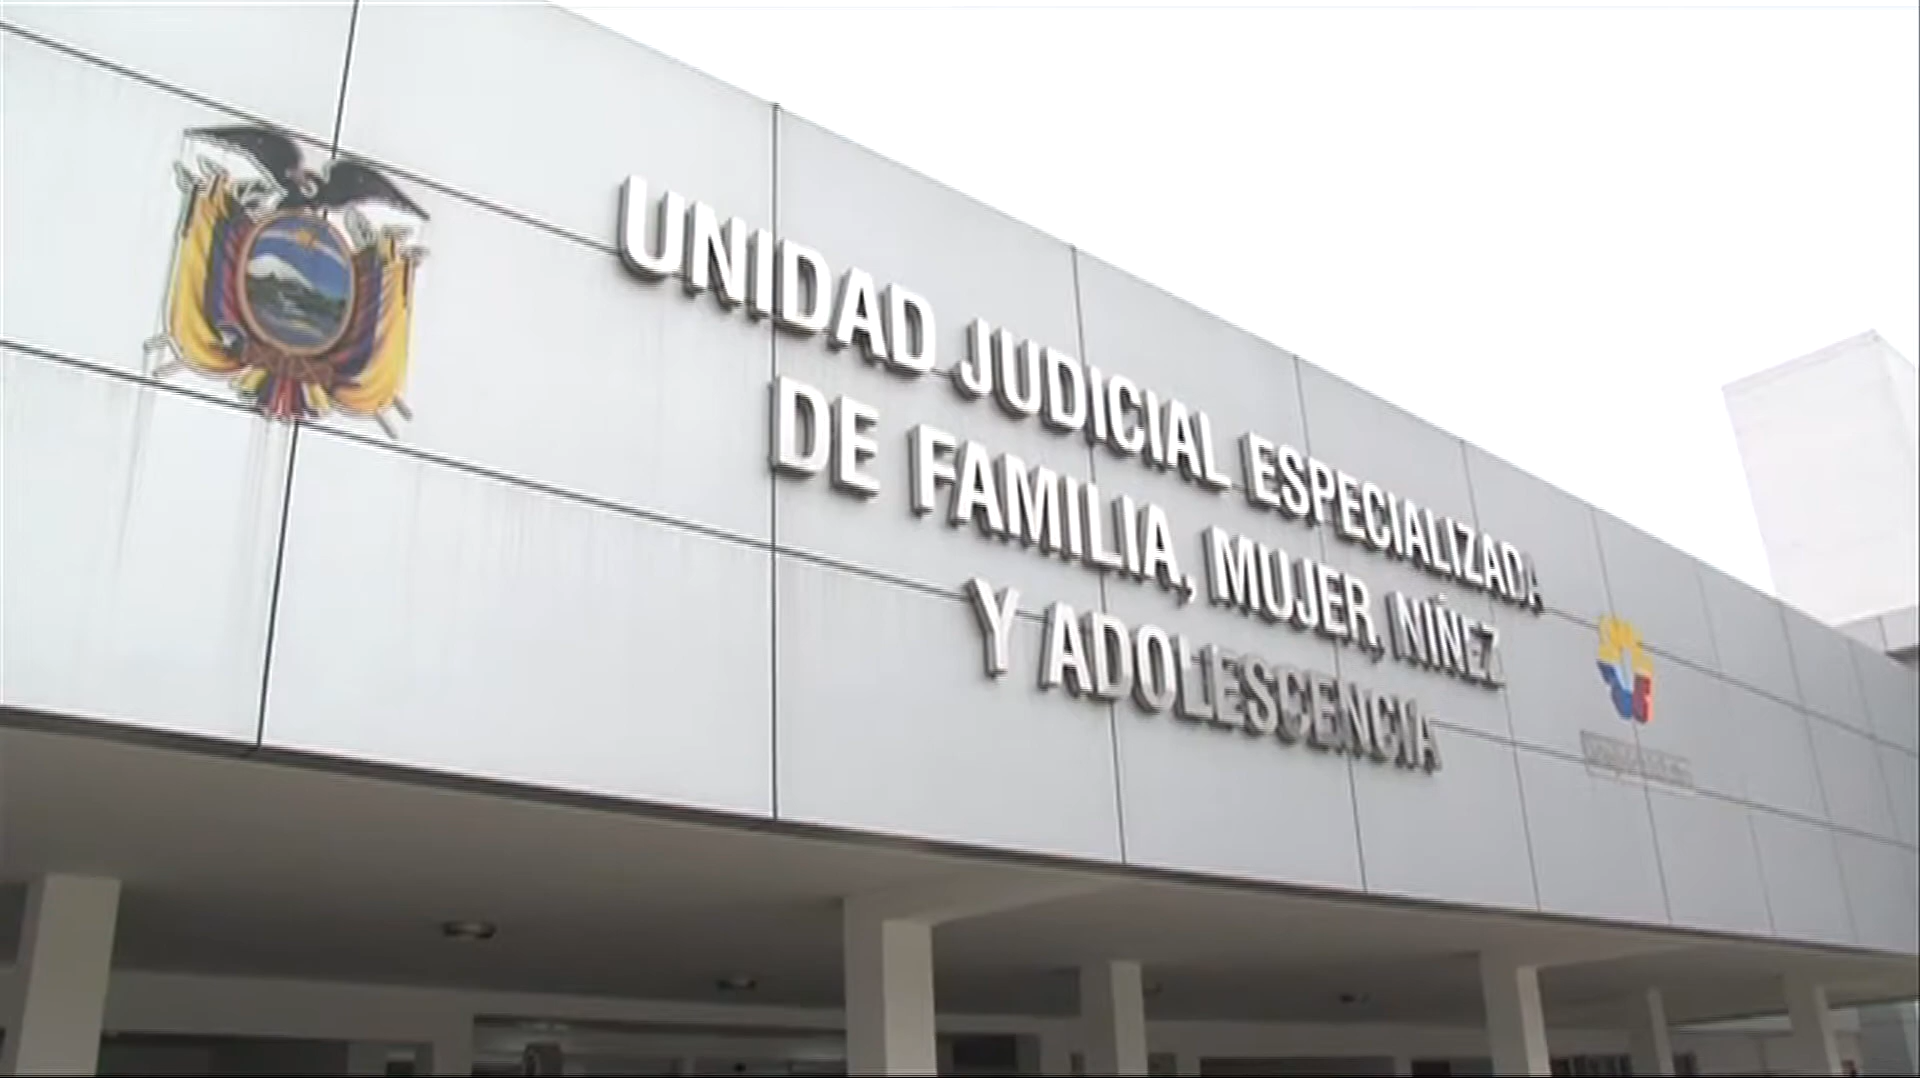 UNIDAD JUDICIAL ESPECIALIZADA
DE FAMILIA, MUJER, NIÑEZ
Y ADOLESCENCIA